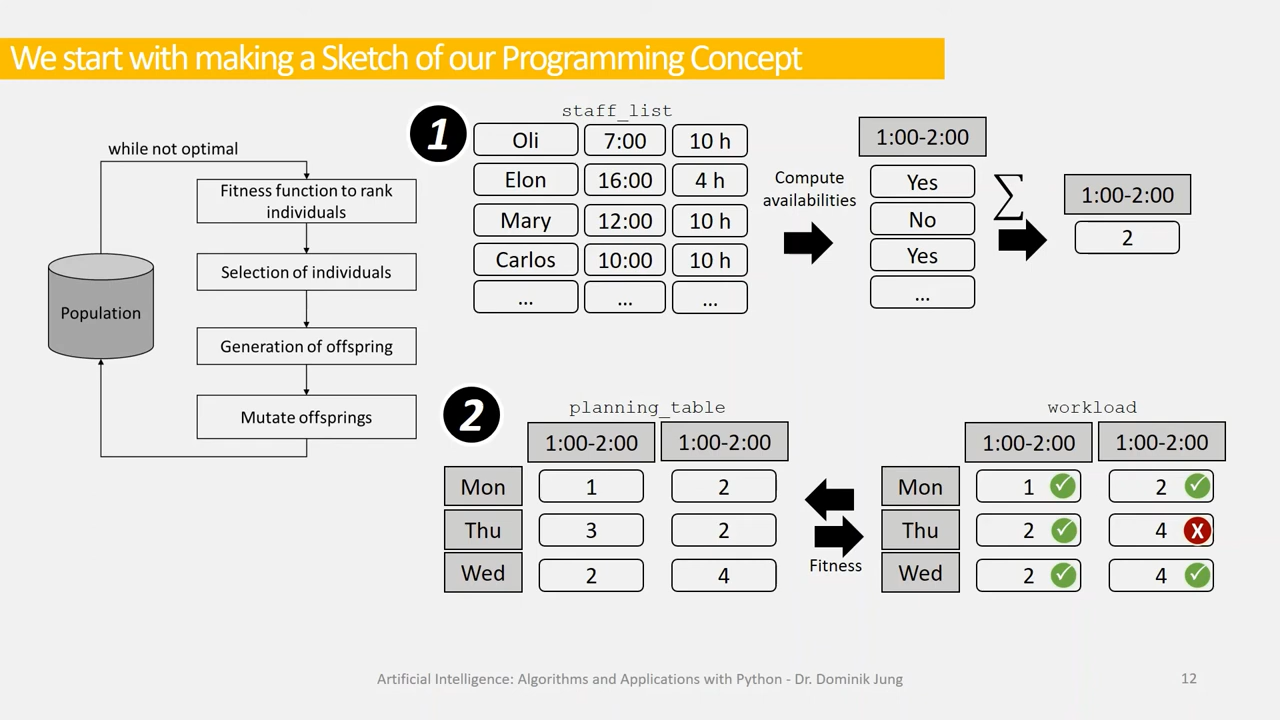 We start with making a Sketch of our Programming Concept
while not optimal
Fitness function to rank
individuals
Selection of individuals
Generation of offspring
Mutate offsprings
Population
1
staff_list
Oli 7:00 10 h
Elon 16:00 4 h
Mary 12:00 10 h
Carlos 10:00 10 h
... ... ...
Compute
availabilities
1:00-2:00
Yes
No
Yes
...
∑
1:00-2:00
2
2
planning_table
1:00-2:00 1:00-2:00
Mon 1 2
Thu 3 2
Wed 2 4
Fitness
workload
1:00-2:00 1:00-2:00
Mon 1 2
Thu 2 4 X
Wed 2 4
Artificial Intelligence: Algorithms and Applications with Python - Dr. Dominik Jung
12